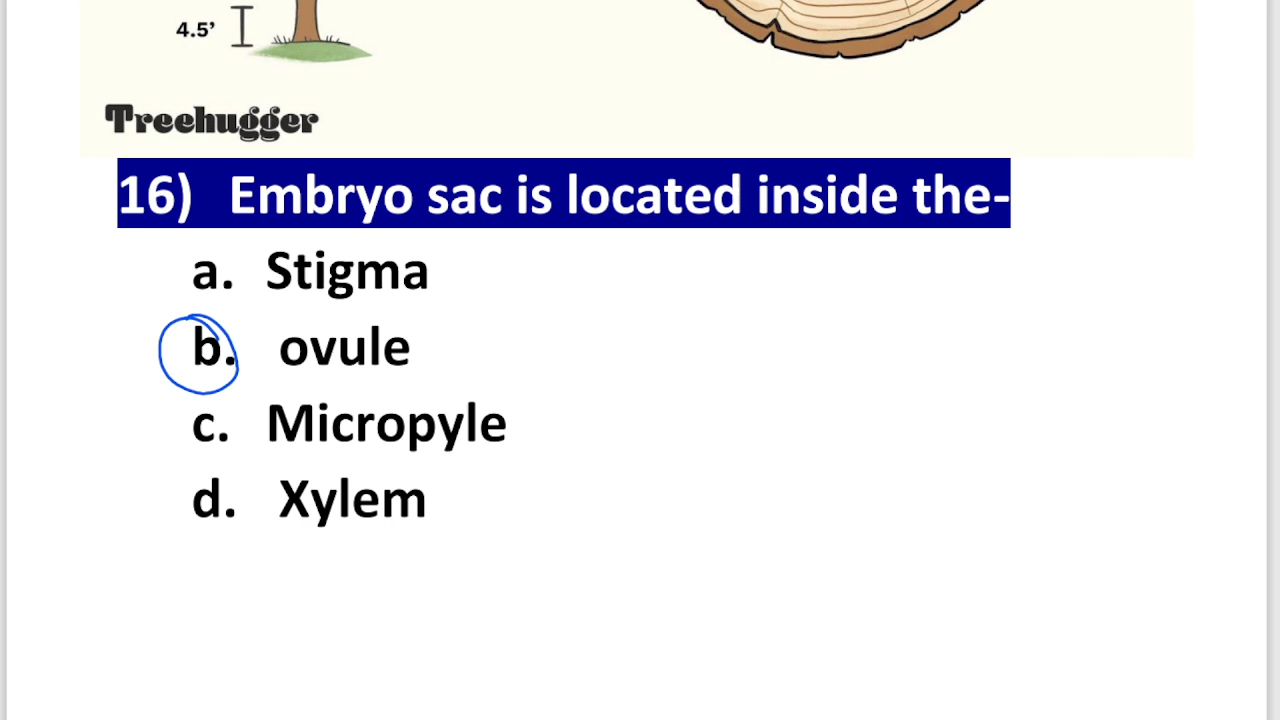 4.5’
Treehugger
16) Embryo sac is located inside the-
a. Stigma
b. ovule
c. Micropyle
d. Xylem